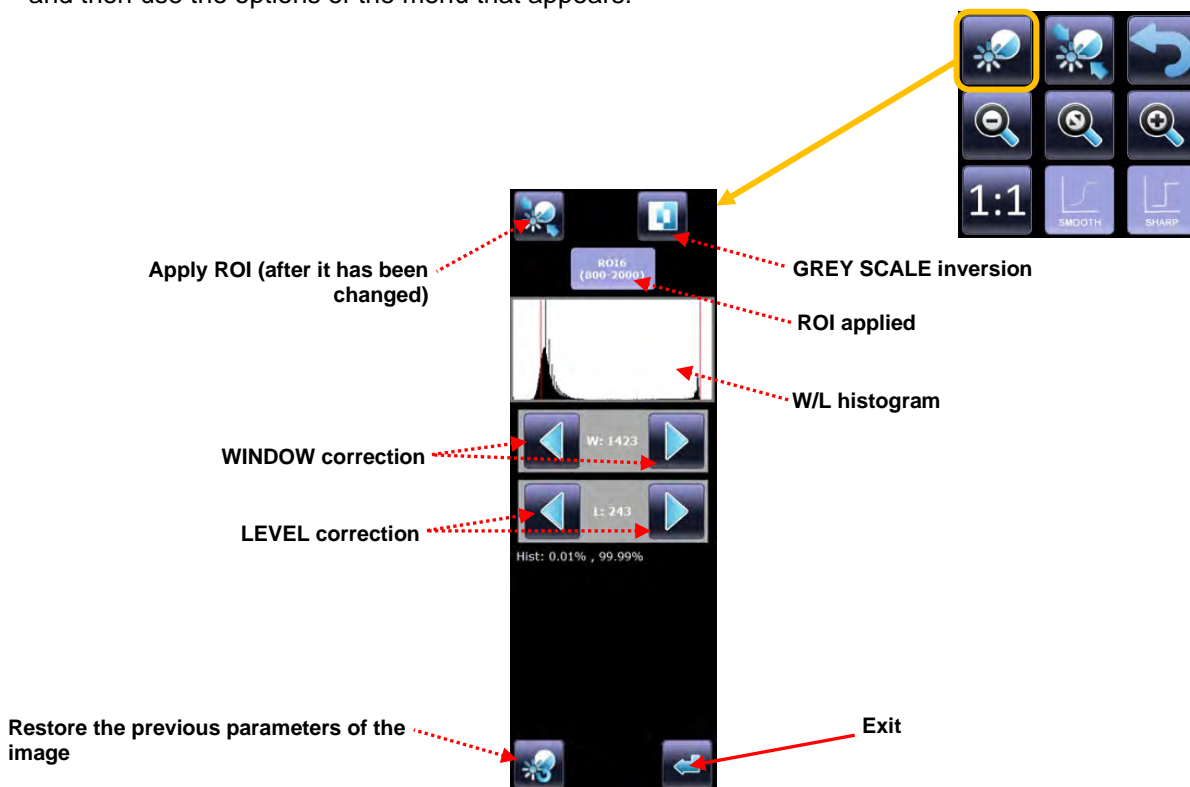 and then use the options of the menu that appears.
1:1
SMOOTH
SHARP
Apply ROI (after it has been
changed)
GREY SCALE inversion
ROI6
(800-2000)
ROI applied
W/L histogram
WINDOW correction
W: 1423
LEVEL correction
L: 243
Hist: 0.01% , 99.99%
Restore the previous parameters of the
image
Exit